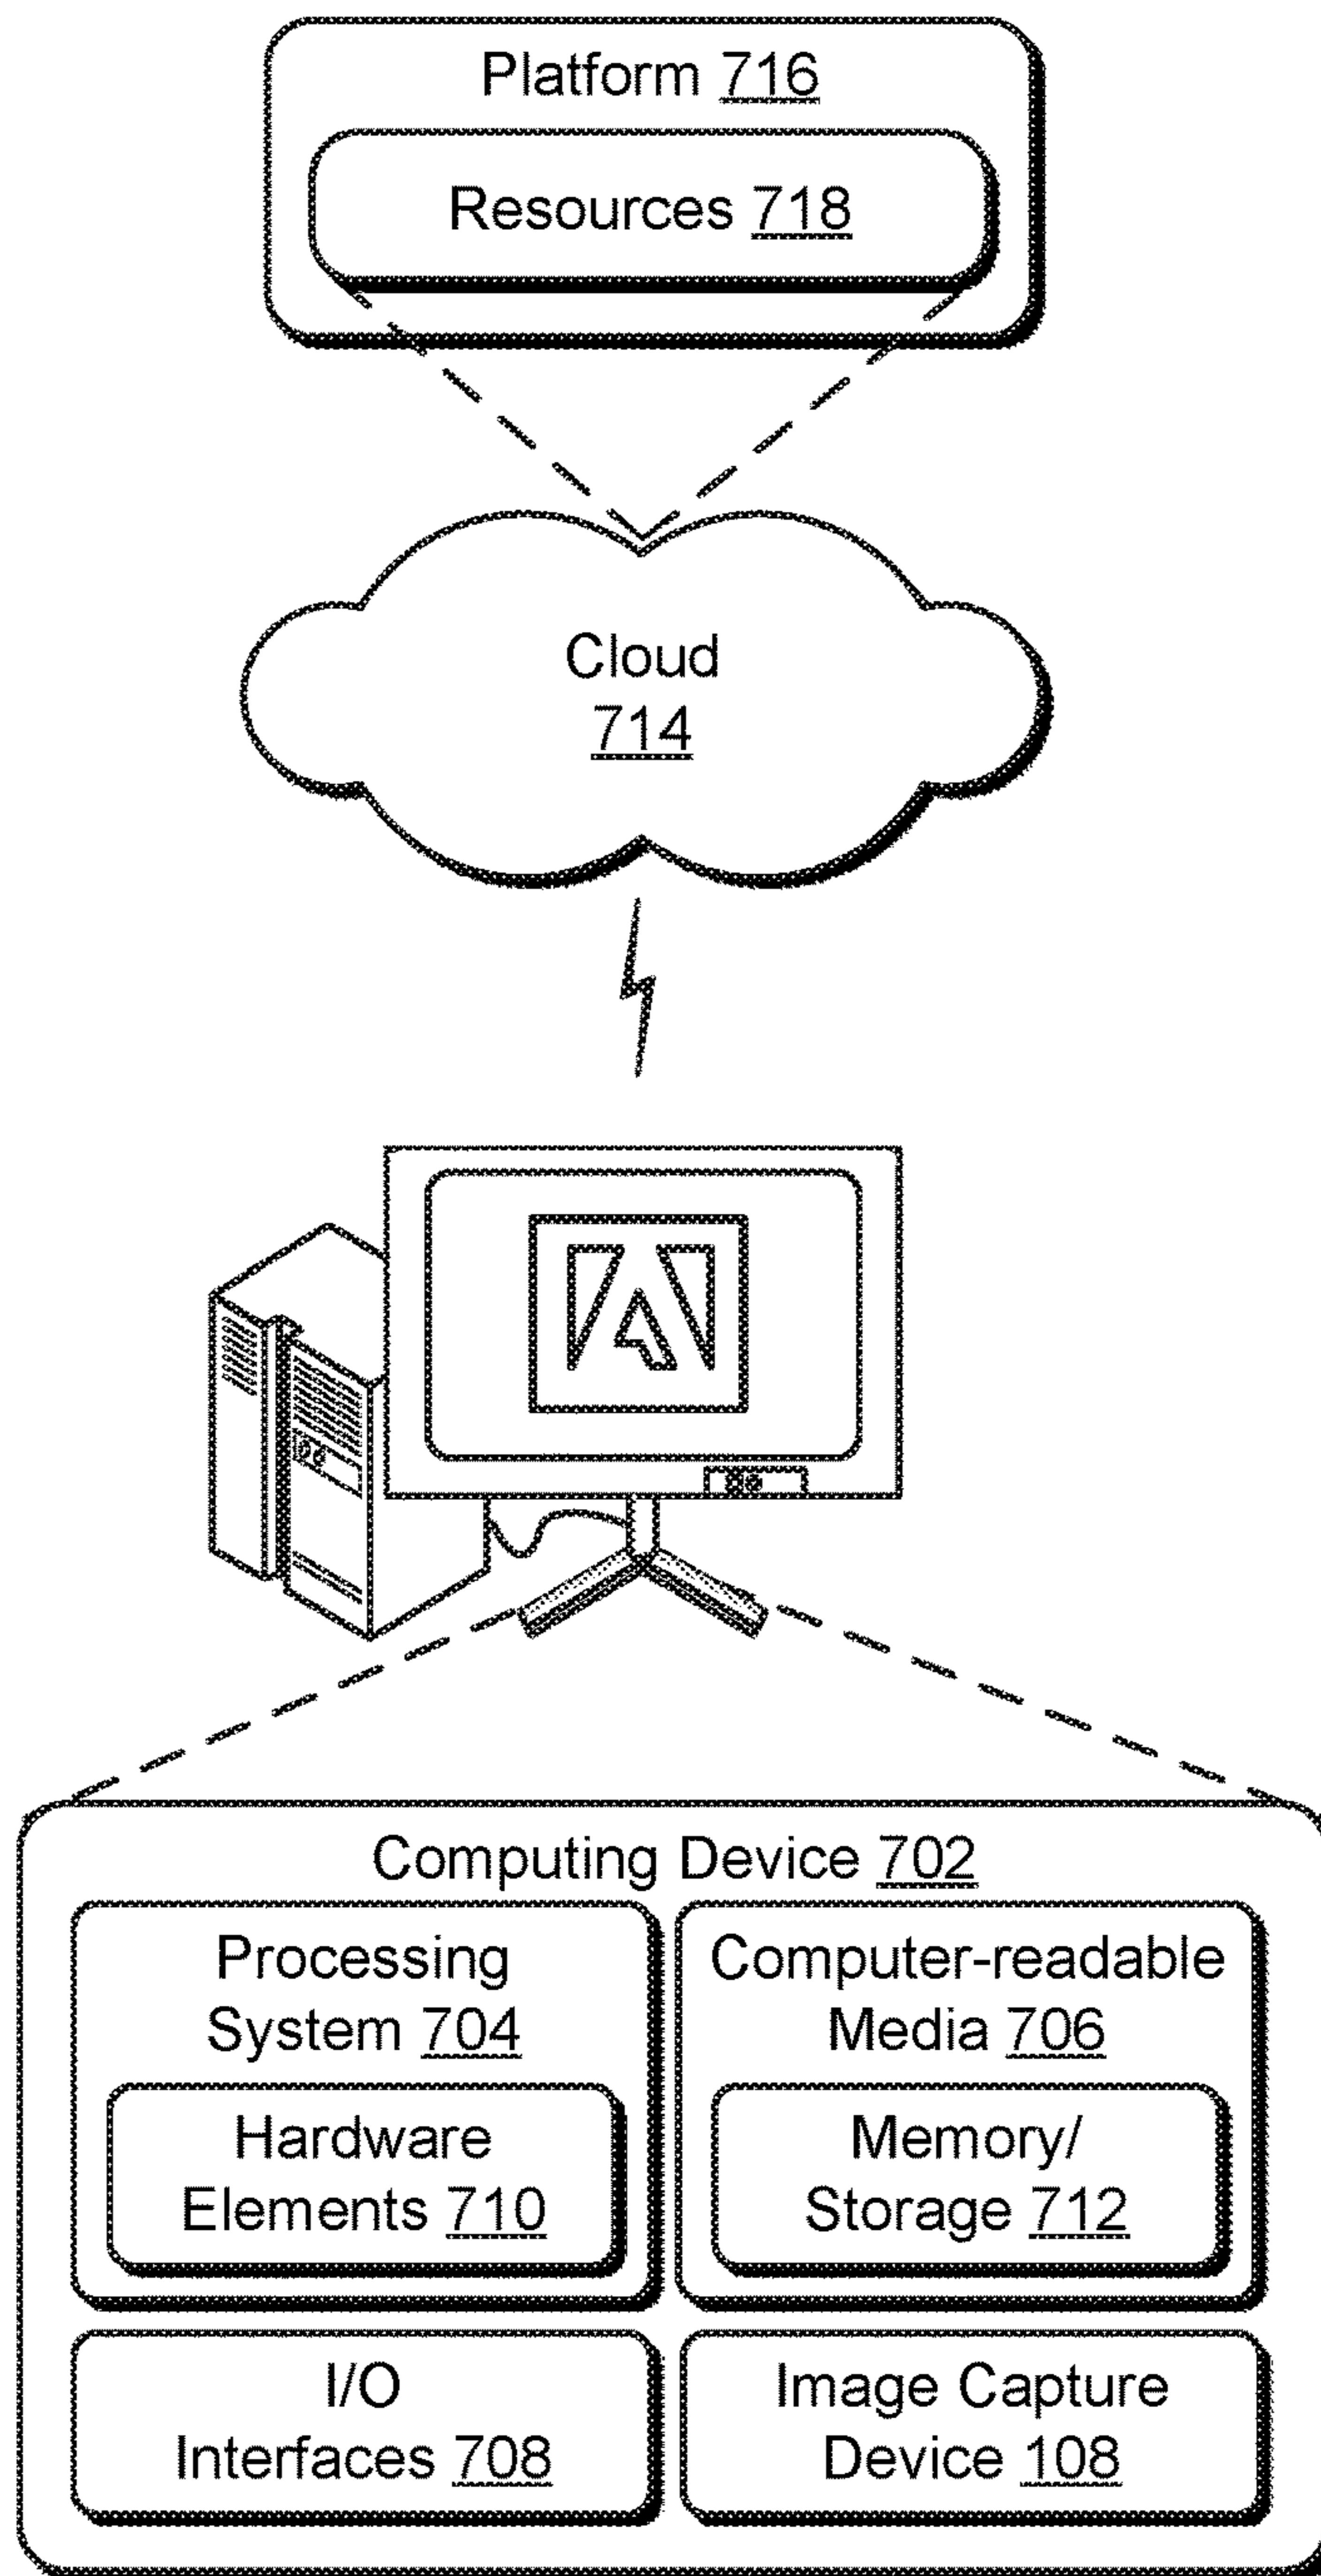 Platform 716
Resources 718
Cloud
714
Computing Device 702
Processing
System 704
Hardware
Elements 710
Computer-readable
Media 706
Memory/
Storage 712
I/O
Interfaces 708
Image Capture
Device 108